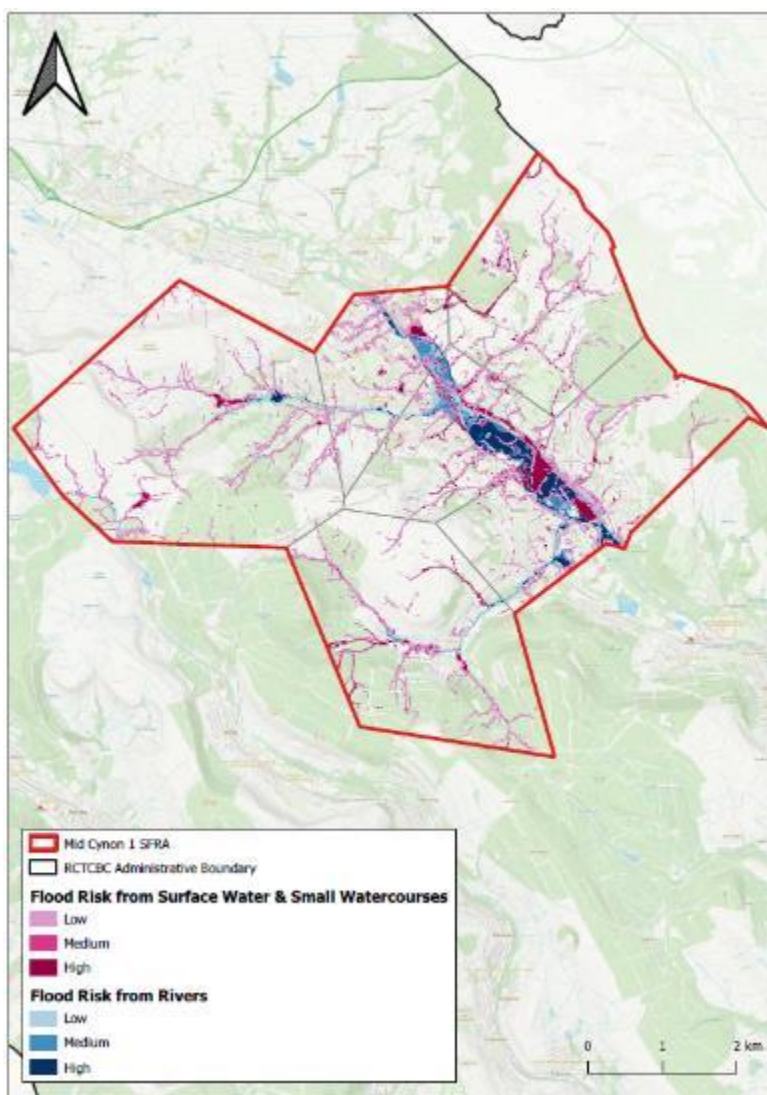 Mid Cynon 1 SFRA
RCTCBC Administrative Boundary
Flood Risk from Surface Water & Small Watercourses
Low
Medium
High
Flood Risk from Rivers
Low
Medium
High
0 1 2 km